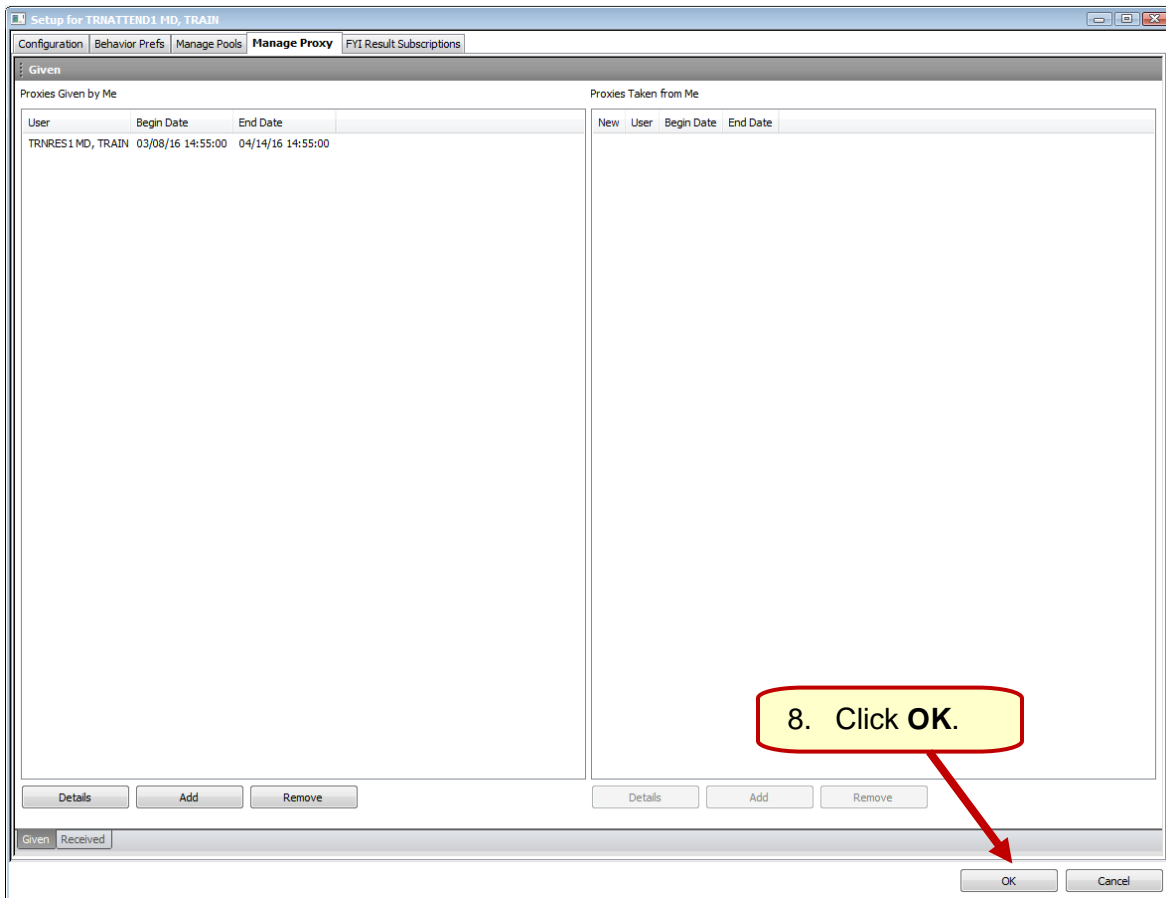 Setup for TRNATTEND1 MD, TRAIN
Configuration Behavior Prefs Manage Pools Manage Proxy FYI Result Subscriptions
Given
Proxies Given by Me Proxies Taken from Me
User Begin Date End Date New User Begin Date End Date
TRNRES1 MD, TRAIN 03/08/16 14:55:00 04/14/16 14:55:00
8. Click OK.
Details Add Remove Details Add Remove
Given Received
OK Cancel